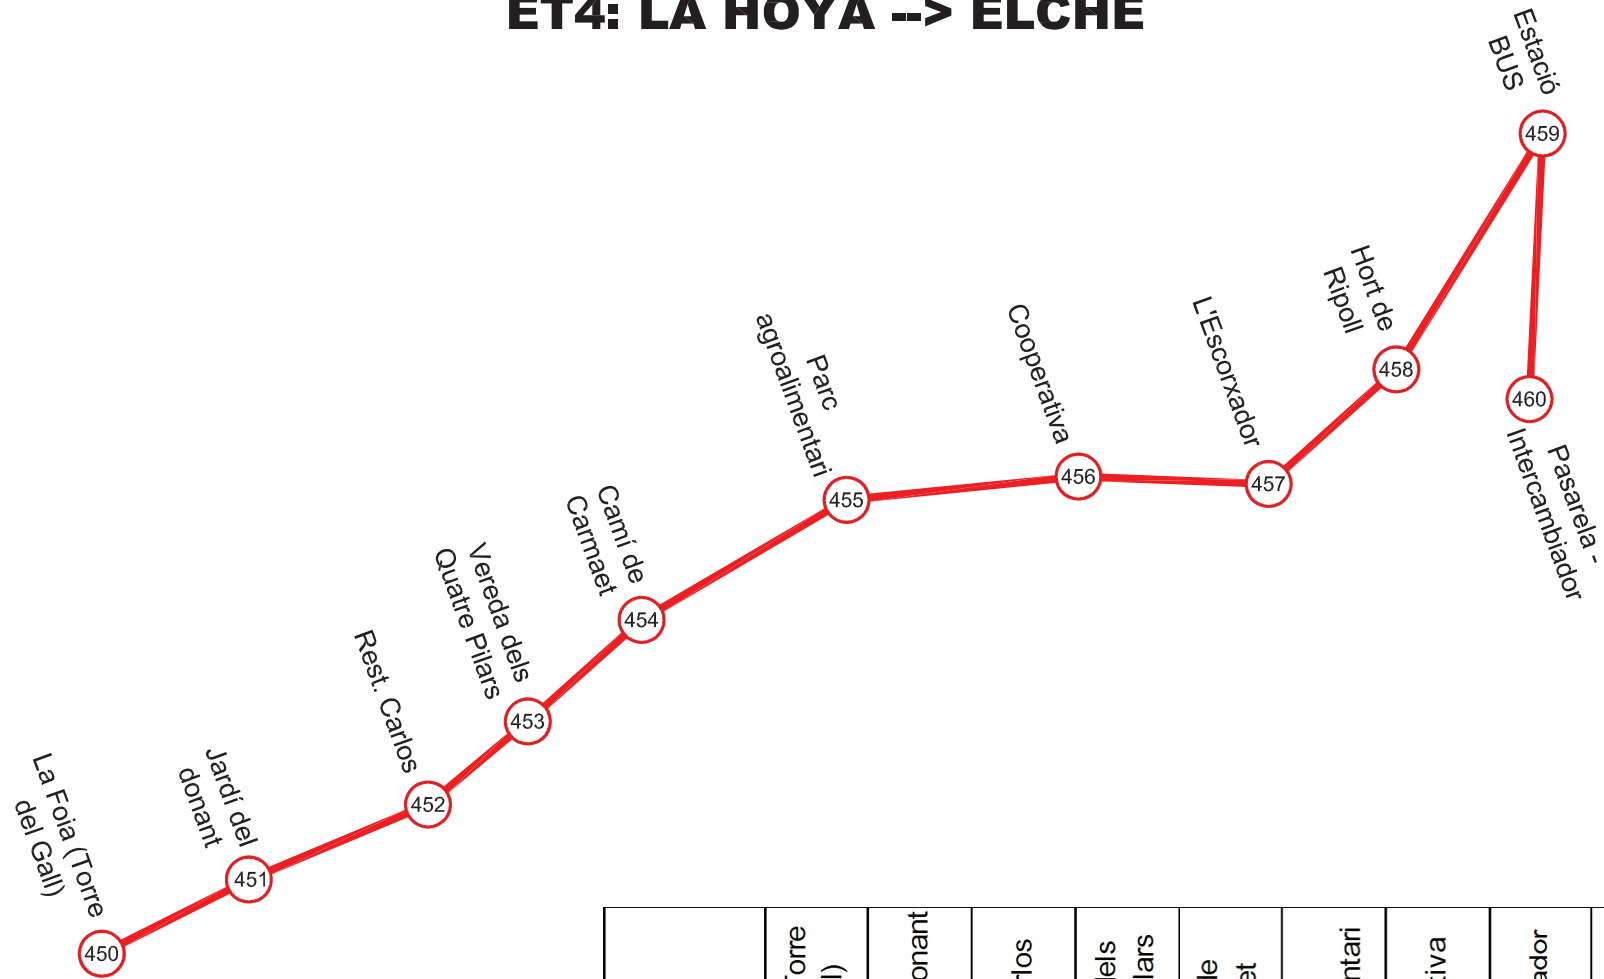 ET4: LA HOYA --> ELCHE
Estació
BUS
459
Hort de
Ripoll
458
460
Pasarela -
Intercambiador
L'Escorxador
457
Cooperativa
456
Parc
agroalimentari
455
Camí de
Carmaet
454
Vereda dels
Quatre Pilars
453
Rest. Carlos
452
Jardí del
donant
451
La Foia (Torre
del Gall)
450